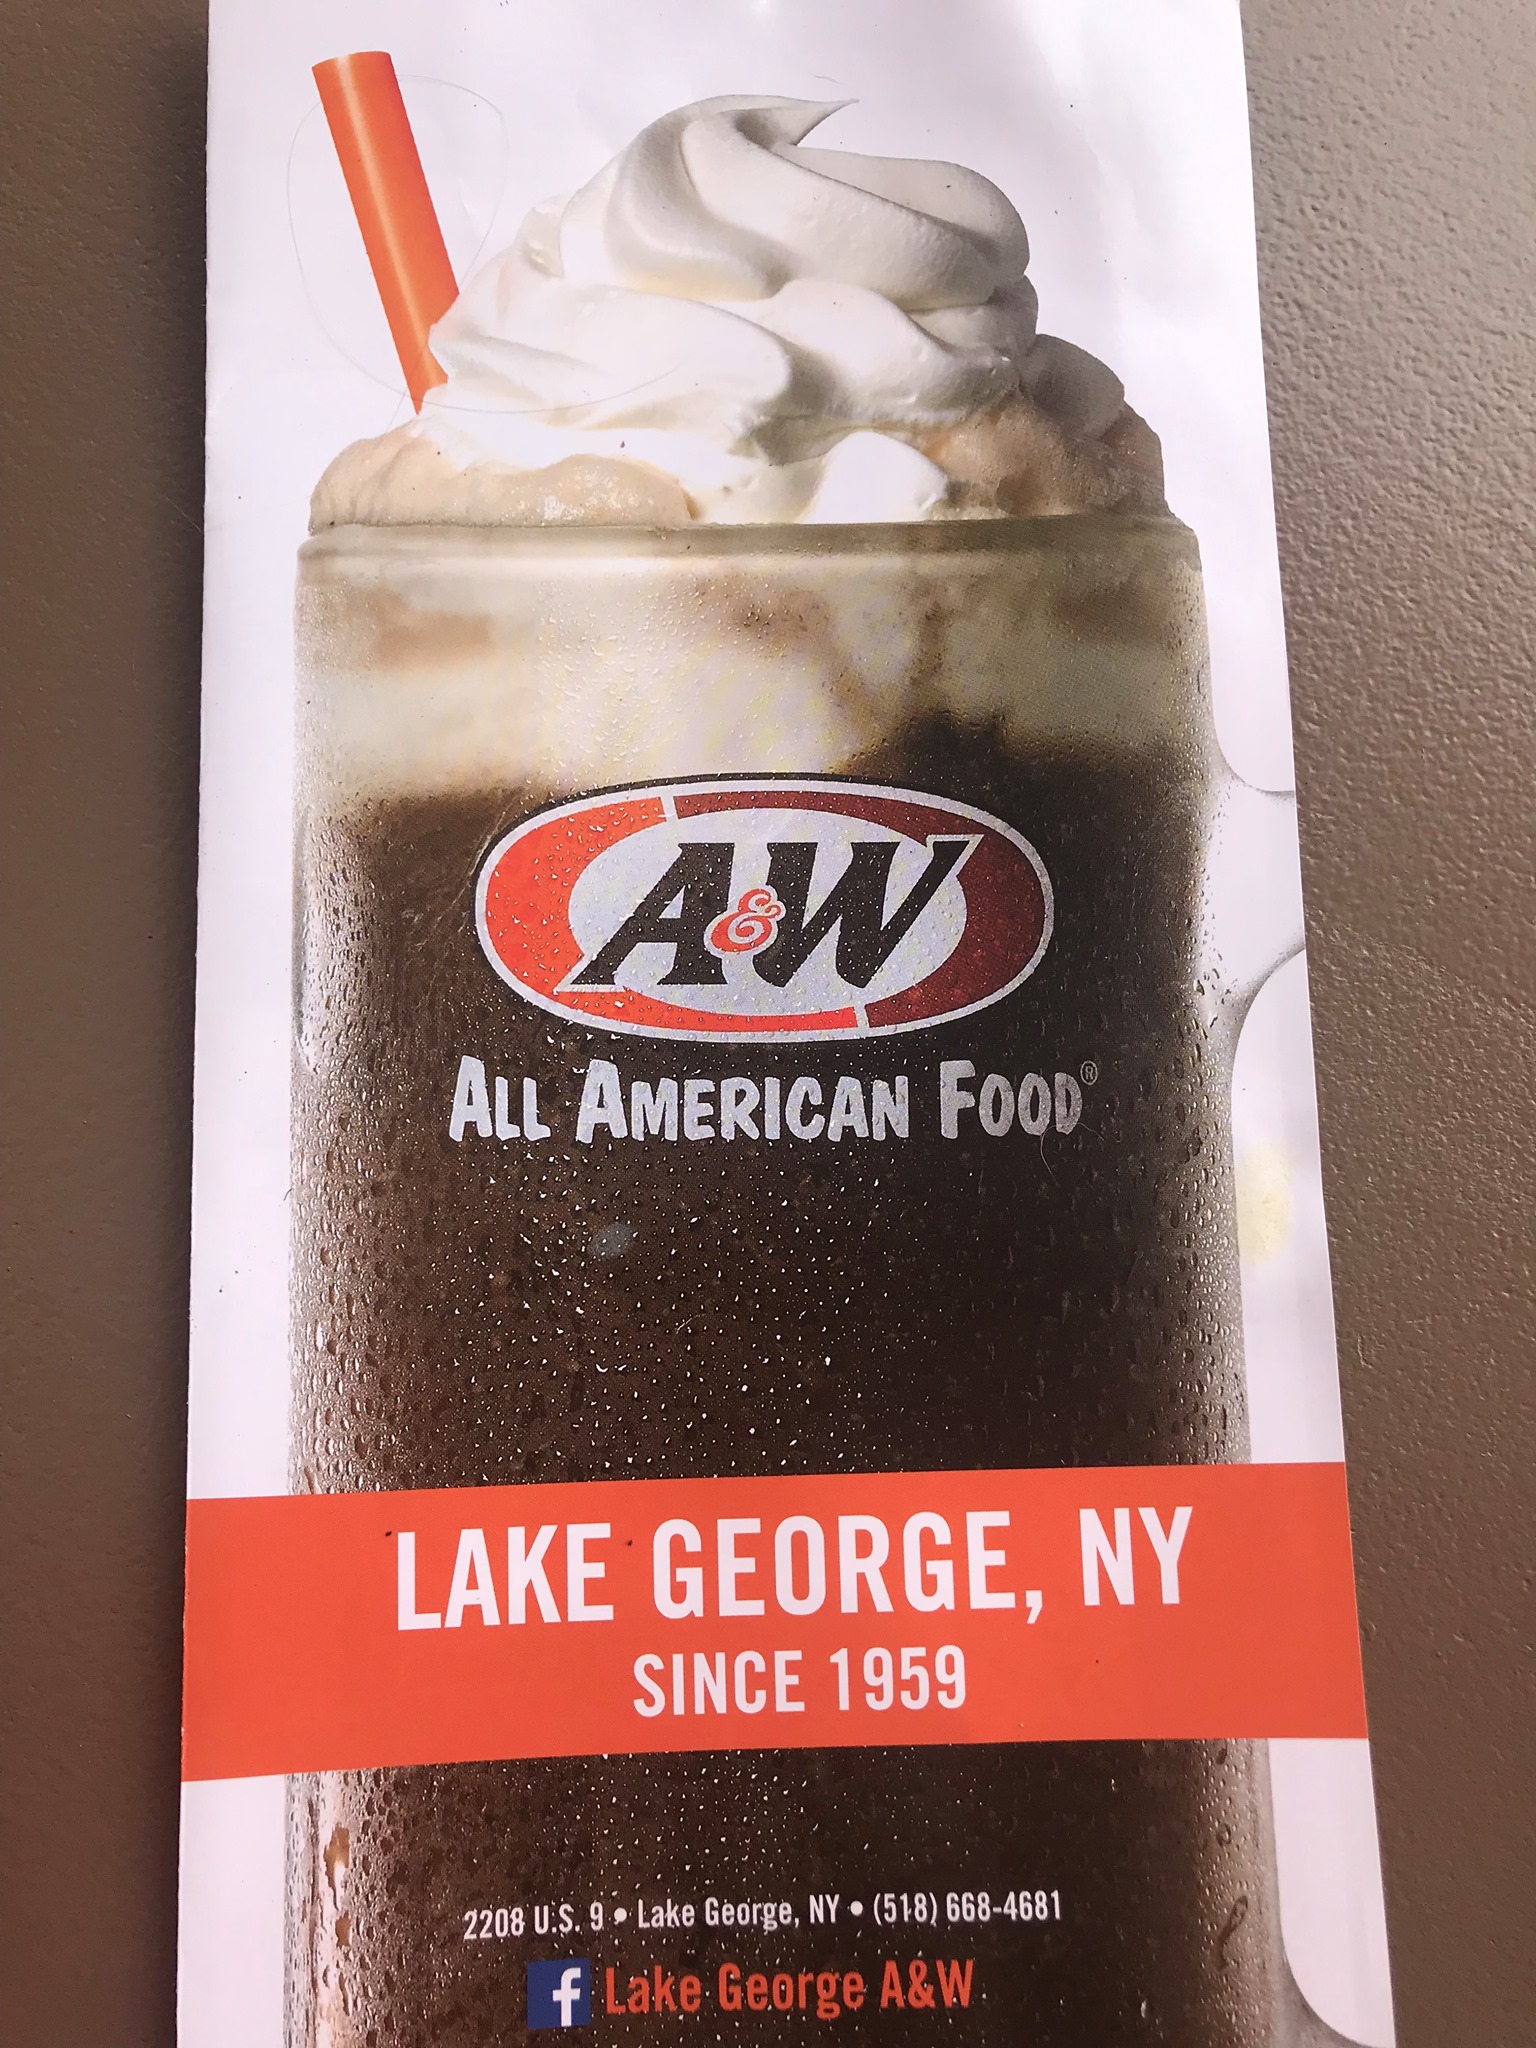 A&W
ALL AMERICAN FOOD®
LAKE GEORGE, NY
SINCE 1959
2208 U.S. 9 • Lake George, NY • (518) 668-4681
f Lake George A&W